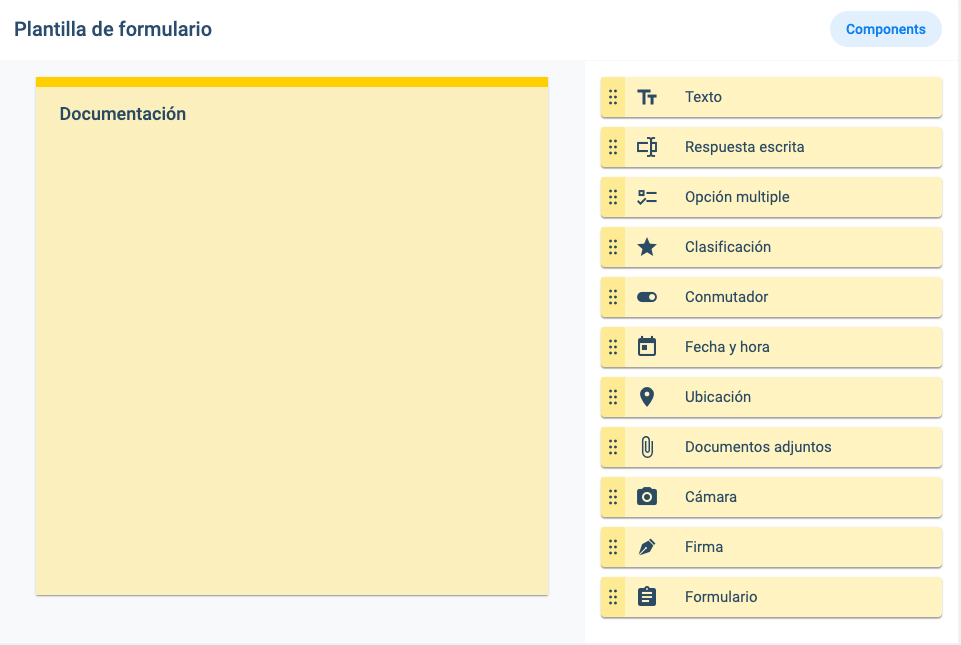 Plantilla de formulario
Components
Documentación
Texto
Respuesta escrita
Opción multiple
Clasificación
Conmutador
Fecha y hora
Ubicación
Documentos adjuntos
Cámara
Firma
Formulario